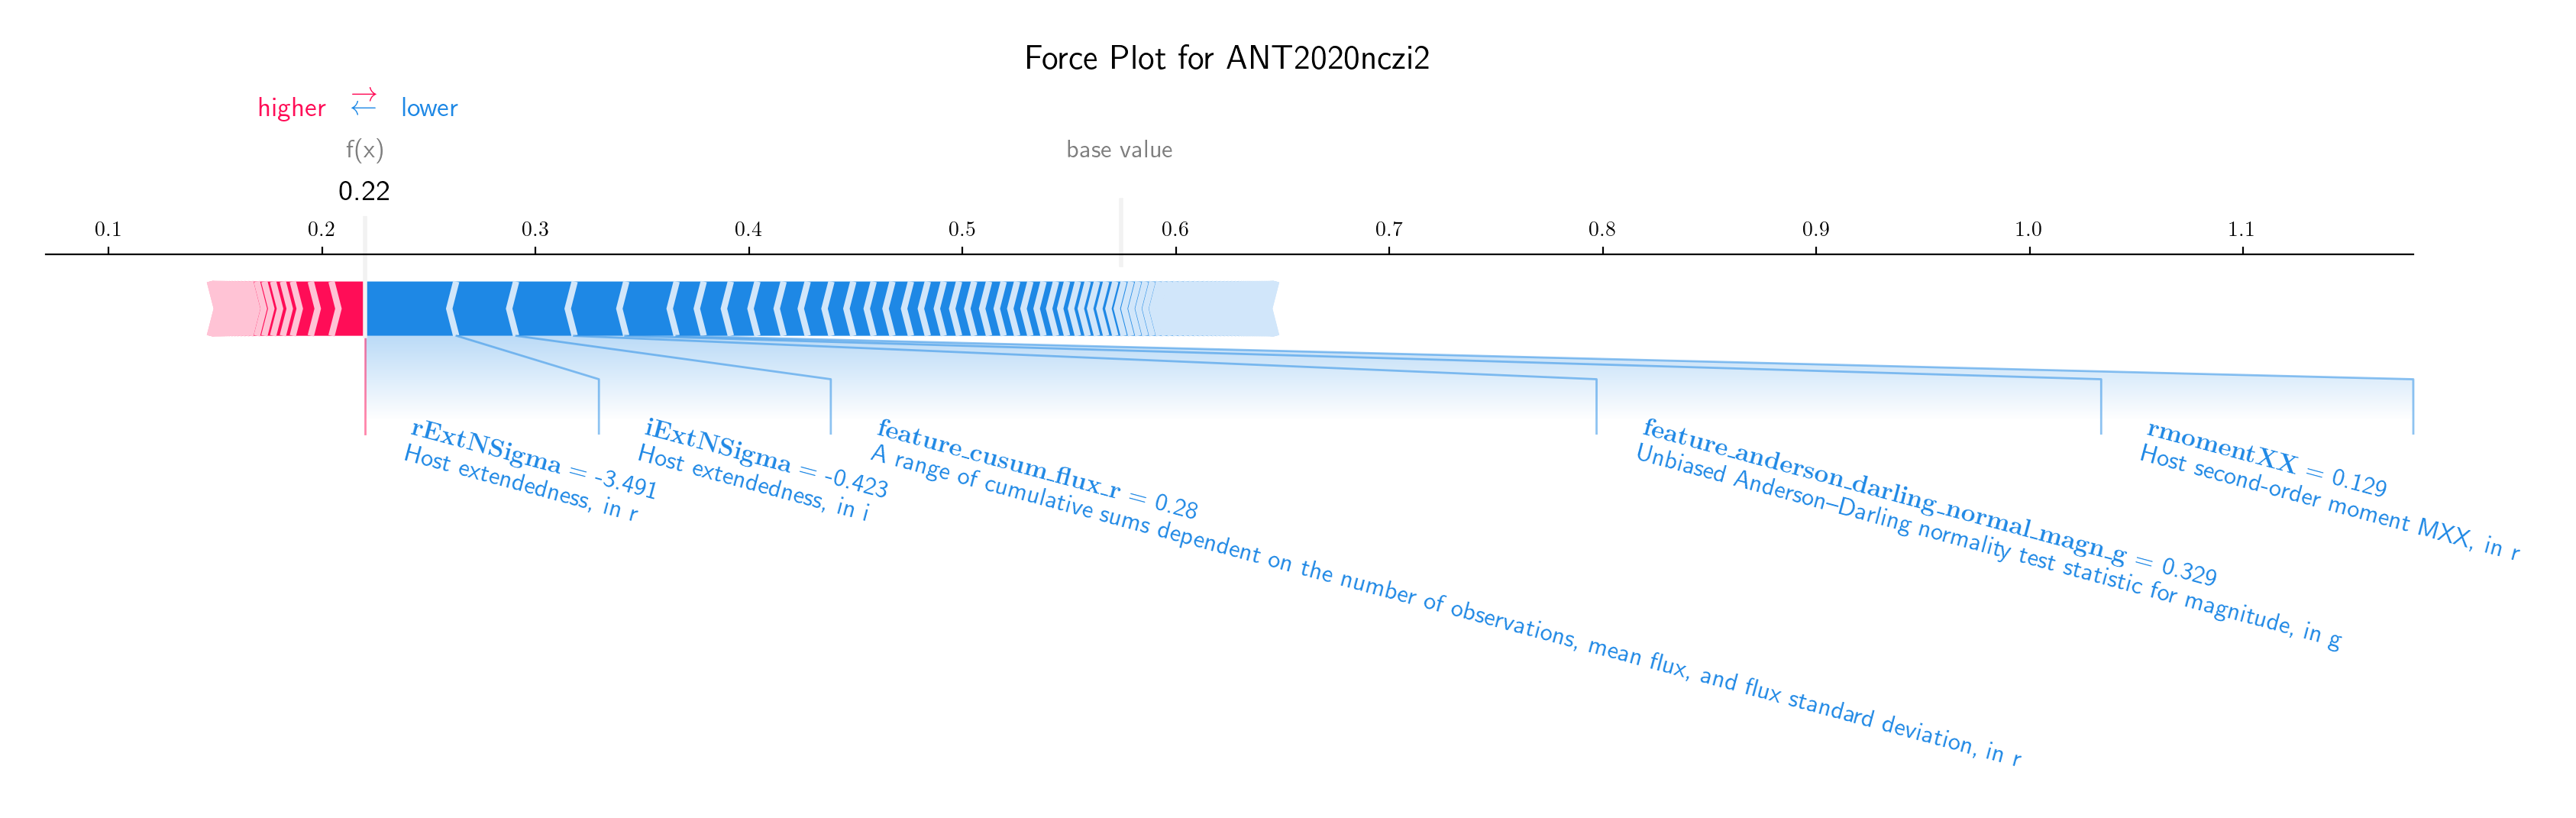 Force Plot for ANT2020nczi2
higher → ← lower
f(x)
base value
0.22
0.1 0.2 0.3 0.4 0.5 0.6 0.7 0.8 0.9 1.0 1.1
rExtNSigma = -3.491
Host extendedness, in r
iExtNSigma = -0.423
Host extendedness, in i
feature_cusum_flux_r = 0.28
A range of cumulative sums dependent on the number of observations, mean flux, and flux standard deviation, in r
feature_anderson_darling_normal_magn_g = 0.329
Unbiased Anderson–Darling normality test statistic for magnitude, in g
rmomentXX = 0.129
Host second-order moment MXX, in r